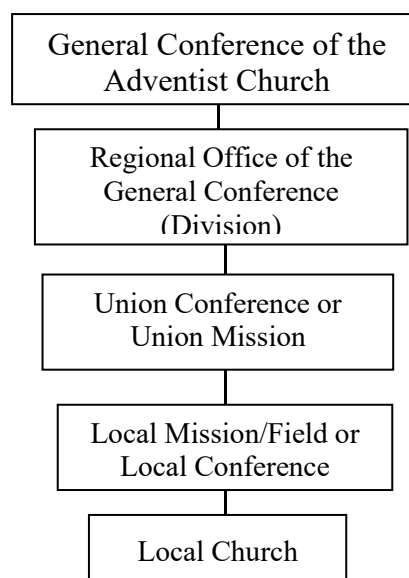 General Conference of the
Adventist Church
Regional Office of the
General Conference
(Division)
Union Conference or
Union Mission
Local Mission/Field or
Local Conference
Local Church